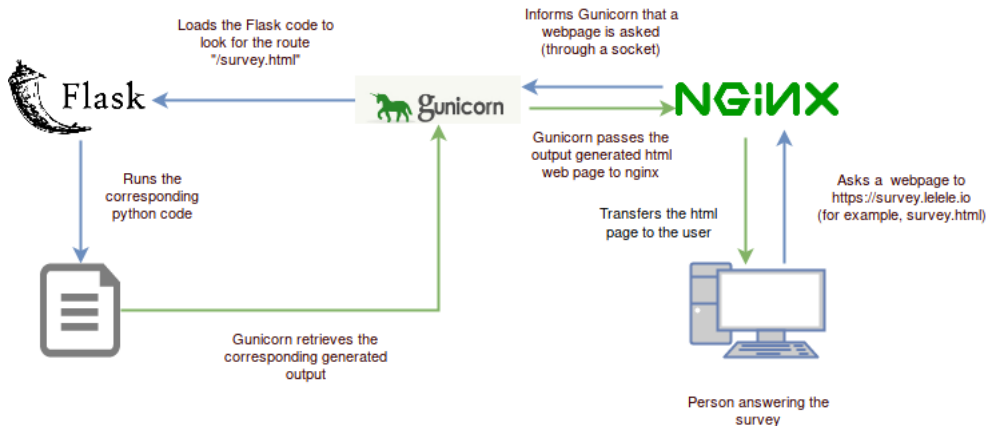 Loads the Flask code to
look for the route
"/survey.html"
Informs Gunicorn that a
webpage is asked
(through a socket)
Flask
gunicorn
NGiNX
Gunicorn passes the
output generated html
web page to nginx
Runs the
corresponding
python code
Asks a webpage to
https://survey.lelele.io
(for example, survey.html)
Transfers the html
page to the user
Gunicorn retrieves the
corresponding generated
output
Person answering the
survey